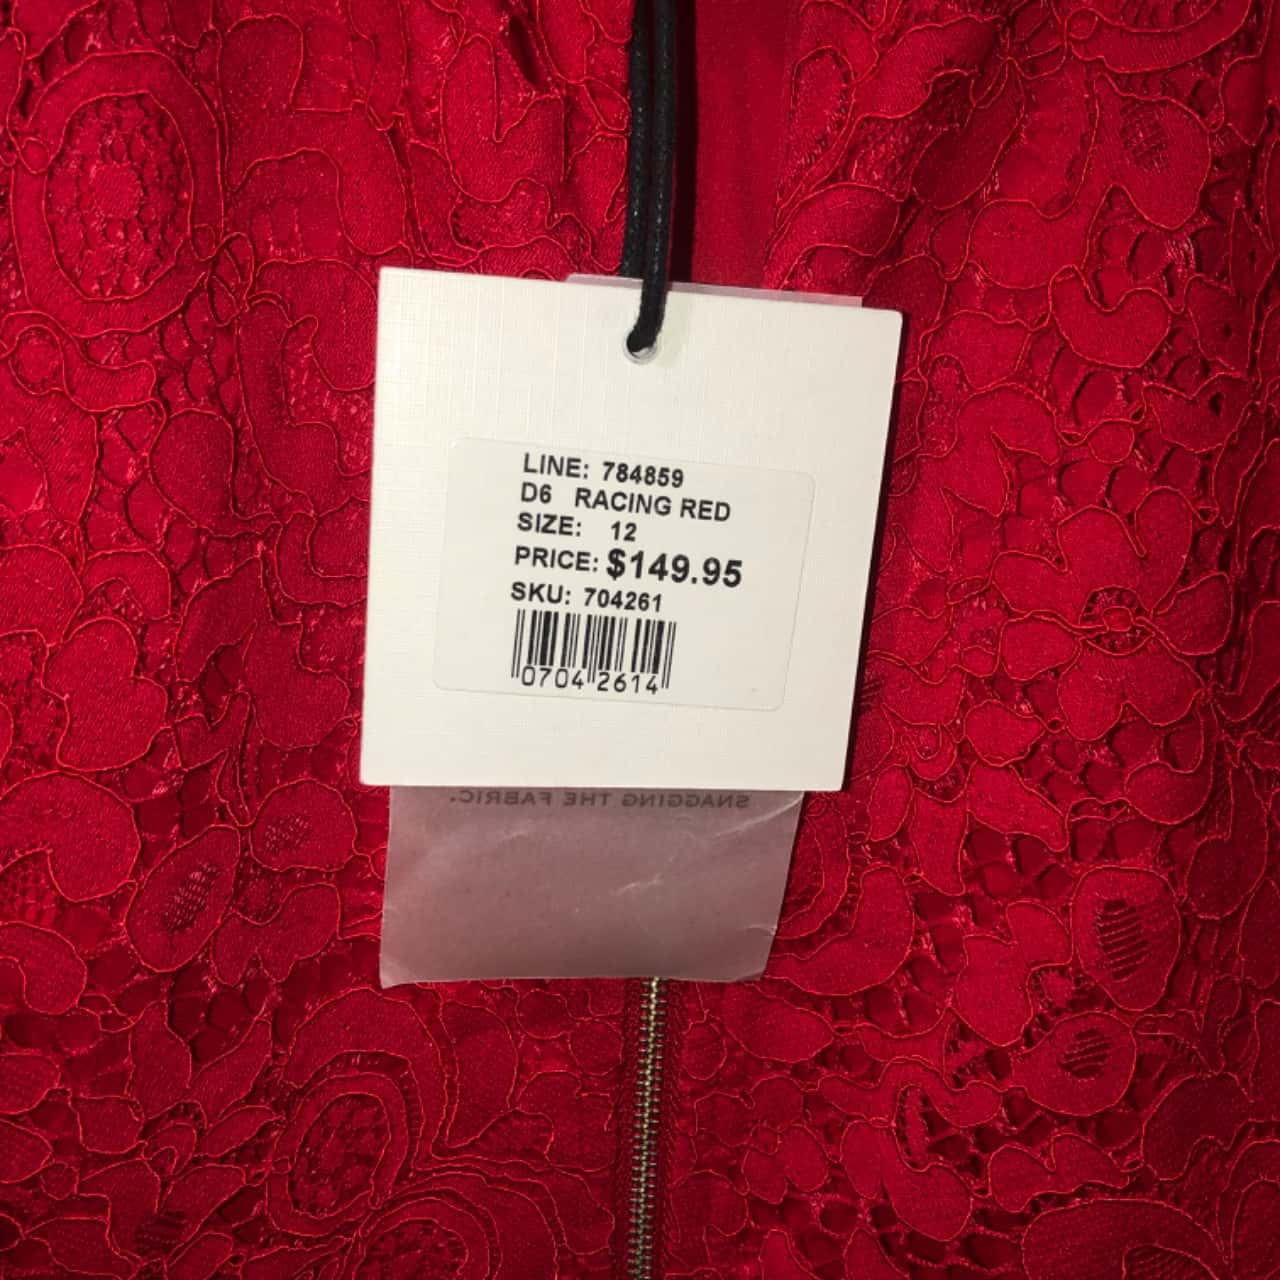 LINE: 784859
D6 RACING RED
SIZE: 12
PRICE: $149.95
SKU: 704261
0704 2614
SNAGGING THE FABRIC.